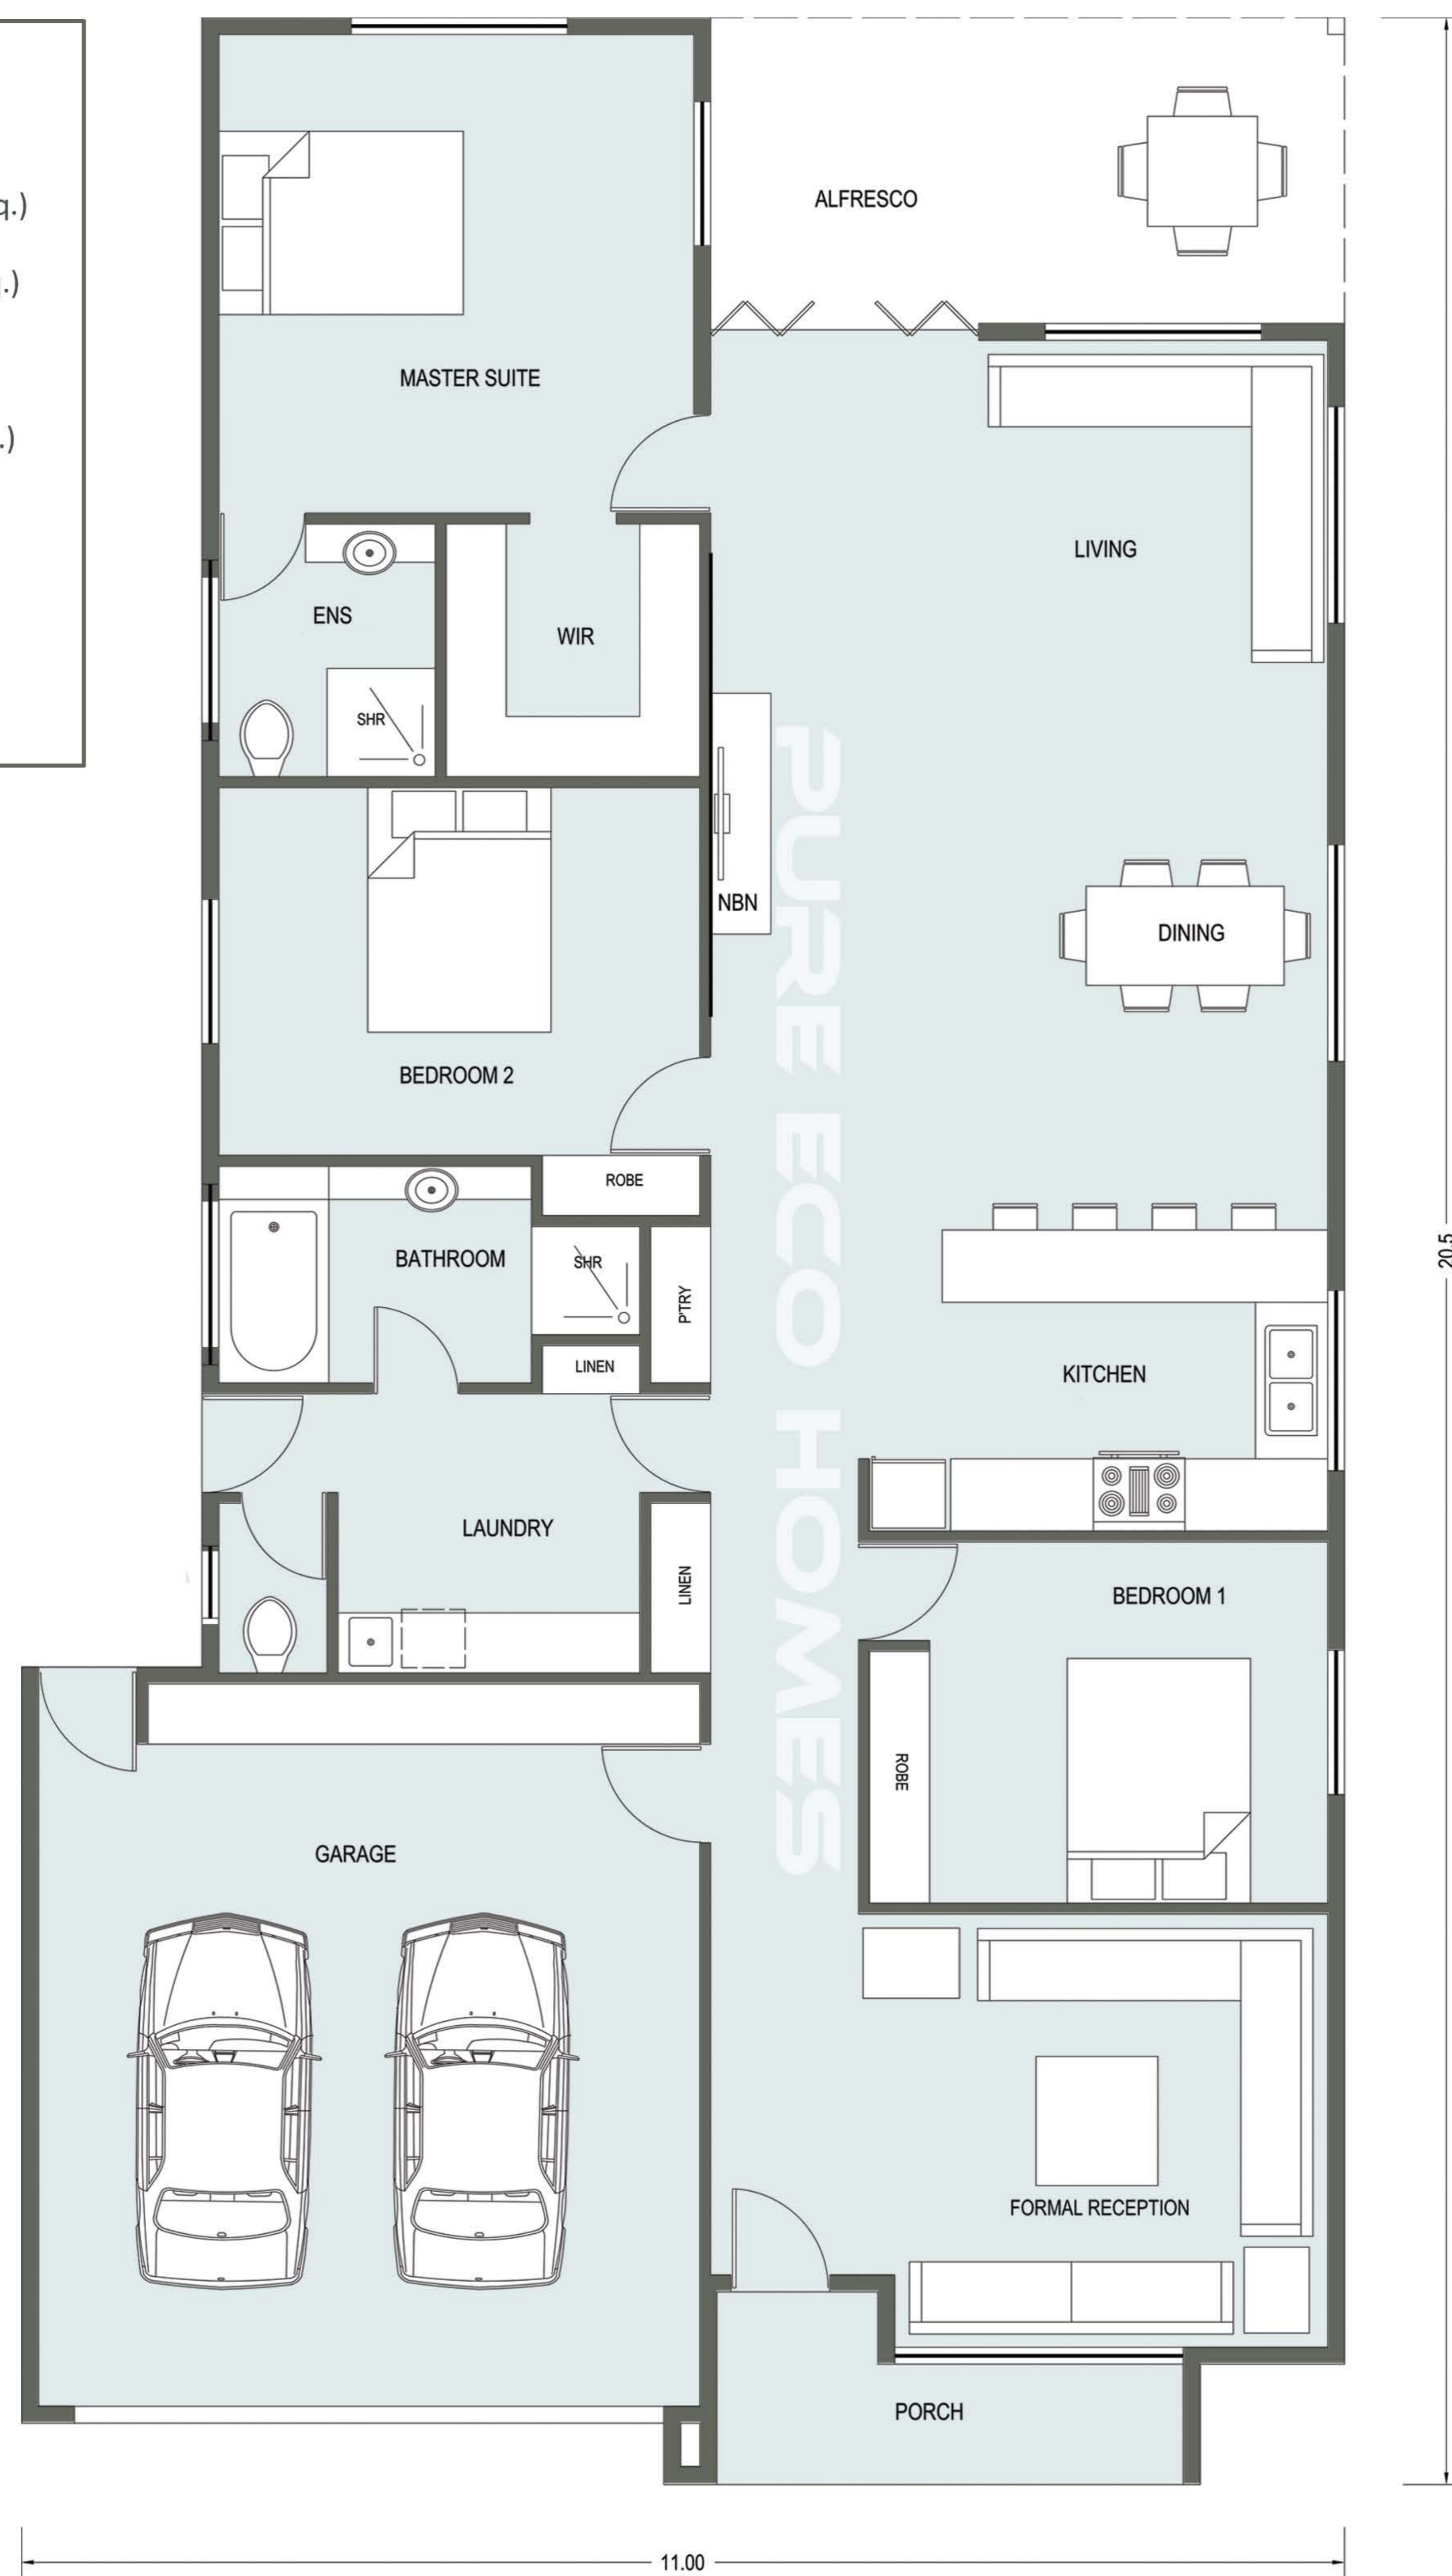 q.)
.)
.)
ALFRESCO
MASTER SUITE
LIVING
ENS
WIR
SHR
NBN
DINING
PURE ECO HOMES
BEDROOM 2
ROBE
BATHROOM
SHR
P'TRY
LINEN
20.5
KITCHEN
LAUNDRY
LINEN
BEDROOM 1
ROBE
GARAGE
FORMAL RECEPTION
PORCH
11.00